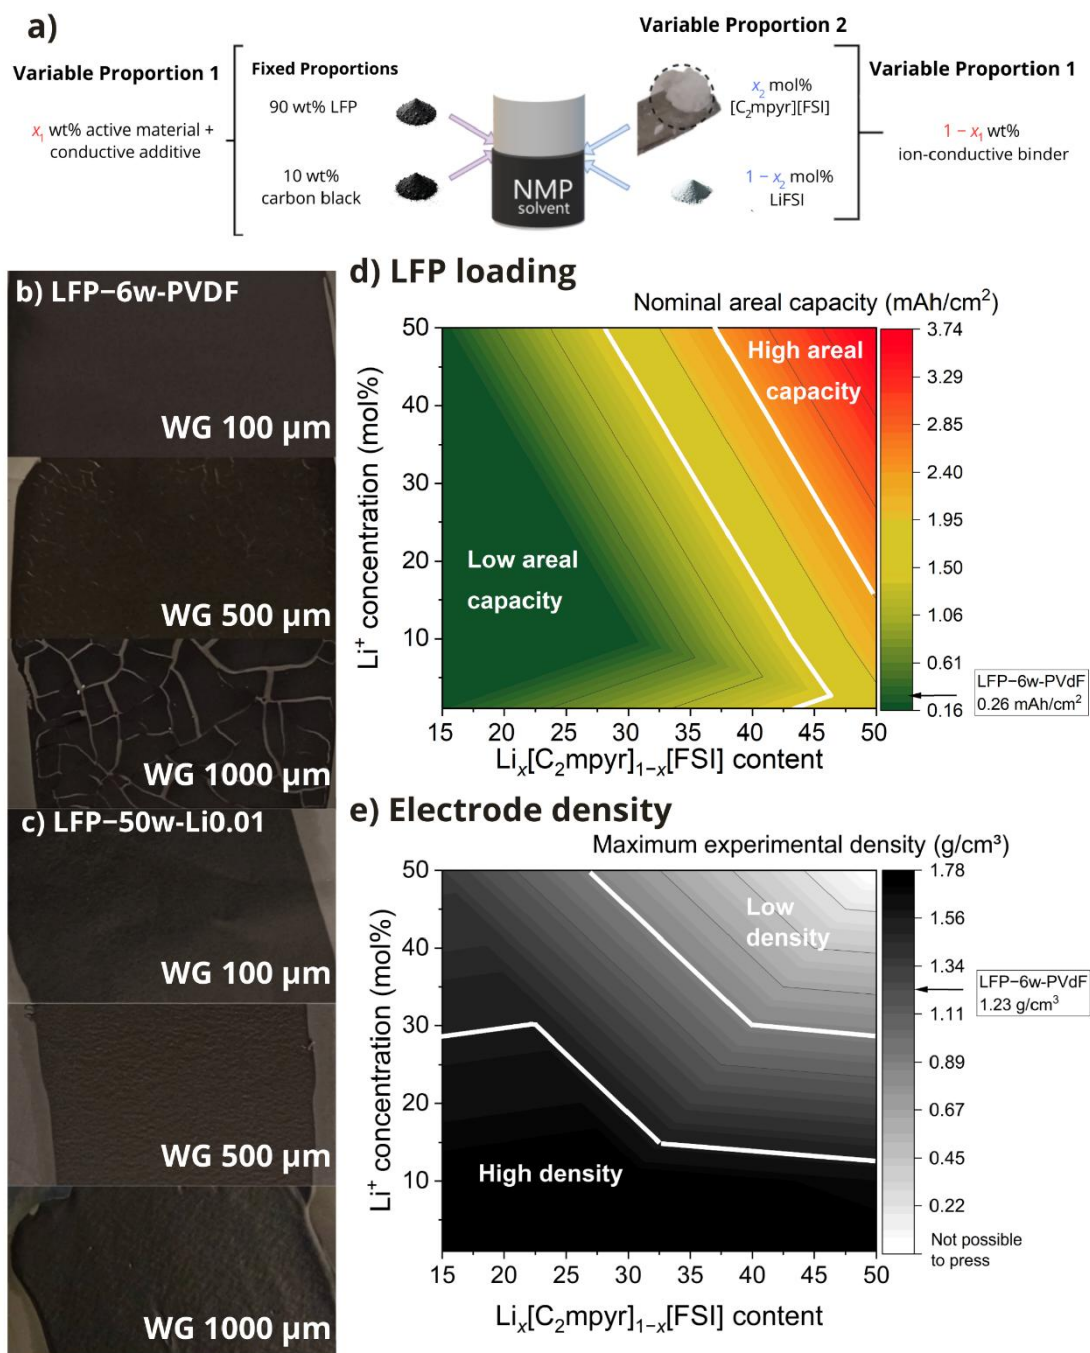 a)
Variable Proportion 1
x₁ wt% active material +
conductive additive
Fixed Proportions
90 wt% LFP
10 wt%
carbon black
NMP
solvent
Variable Proportion 2
x₂ mol%
[C₂mpyr][FSI]
1 − x₂ mol%
LiFSI
Variable Proportion 1
1 − x₁ wt%
ion-conductive binder
b) LFP−6w-PVDF
WG 100 µm
WG 500 µm
WG 1000 µm
c) LFP−50w-Li0.01
WG 100 µm
WG 500 µm
WG 1000 µm
d) LFP loading
Nominal areal capacity (mAh/cm²)
Li⁺ concentration (mol%)
50
40
30
20
10
High areal
capacity
Low areal
capacity
15 20 25 30 35 40 45 50
Liₓ[C₂mpyr]₁₋ₓ[FSI] content
3.74
3.29
2.85
2.40
1.95
1.50
1.06
0.61
0.16
LFP−6w-PVdF
0.26 mAh/cm²
e) Electrode density
Maximum experimental density (g/cm³)
Li⁺ concentration (mol%)
50
40
30
20
10
Low
density
High density
15 20 25 30 35 40 45 50
Liₓ[C₂mpyr]₁₋ₓ[FSI] content
1.78
1.56
1.34
1.11
0.89
0.67
0.45
0.22
Not possible
to press
LFP−6w-PVdF
1.23 g/cm³